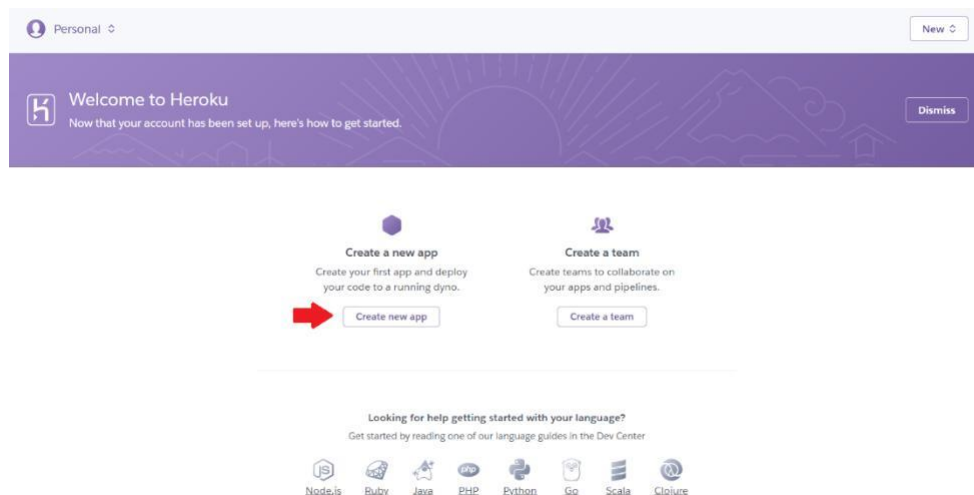 Personal
New
Welcome to Heroku
Now that your account has been set up, here's how to get started.
Dismiss
Create a new app
Create your first app and deploy
your code to a running dyno.
Create new app
Create a team
Create teams to collaborate on
your apps and pipelines.
Create a team
Looking for help getting started with your language?
Get started by reading one of our language guides in the Dev Center
JS
php
Node.js Ruby Java PHP Python Go Scala Clojure